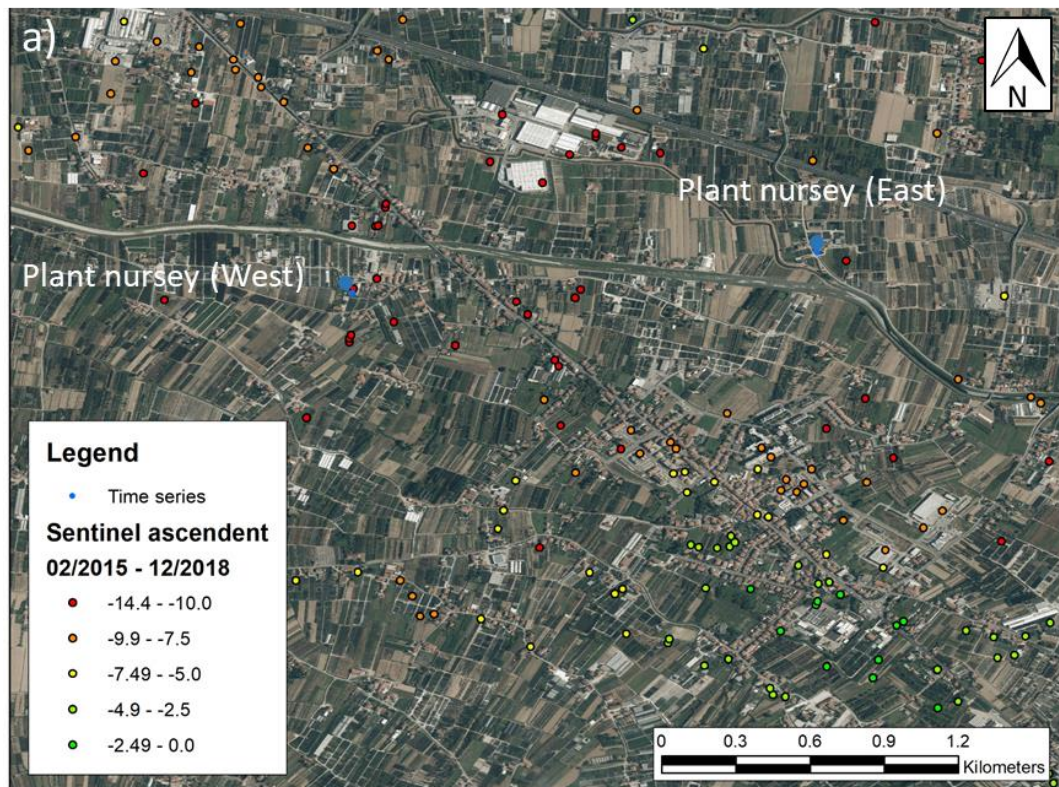 a)
N
Plant nursey (East)
Plant nursey (West)
Legend
Time series
Sentinel ascendent
02/2015 - 12/2018
-14.4 - -10.0
-9.9 - -7.5
-7.49 - -5.0
-4.9 - -2.5
-2.49 - 0.0
0 0.3 0.6 0.9 1.2
Kilometers